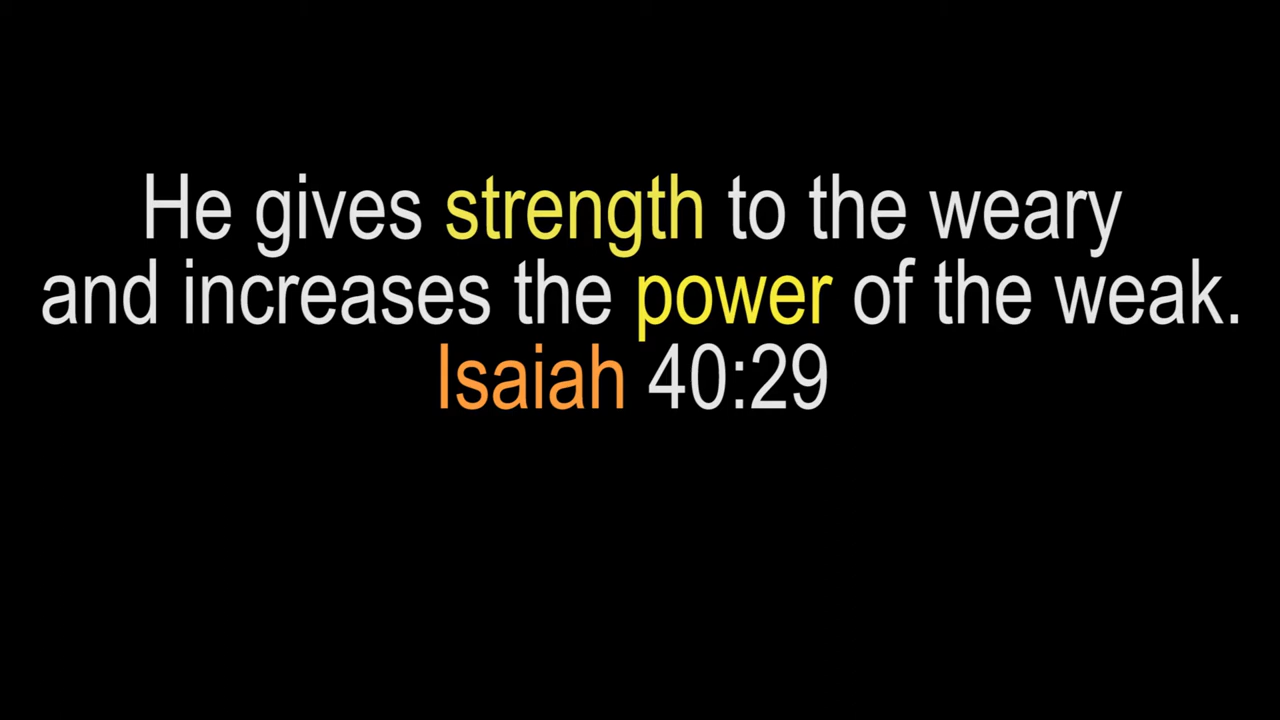 He gives strength to the weary
and increases the power of the weak.
Isaiah 40:29